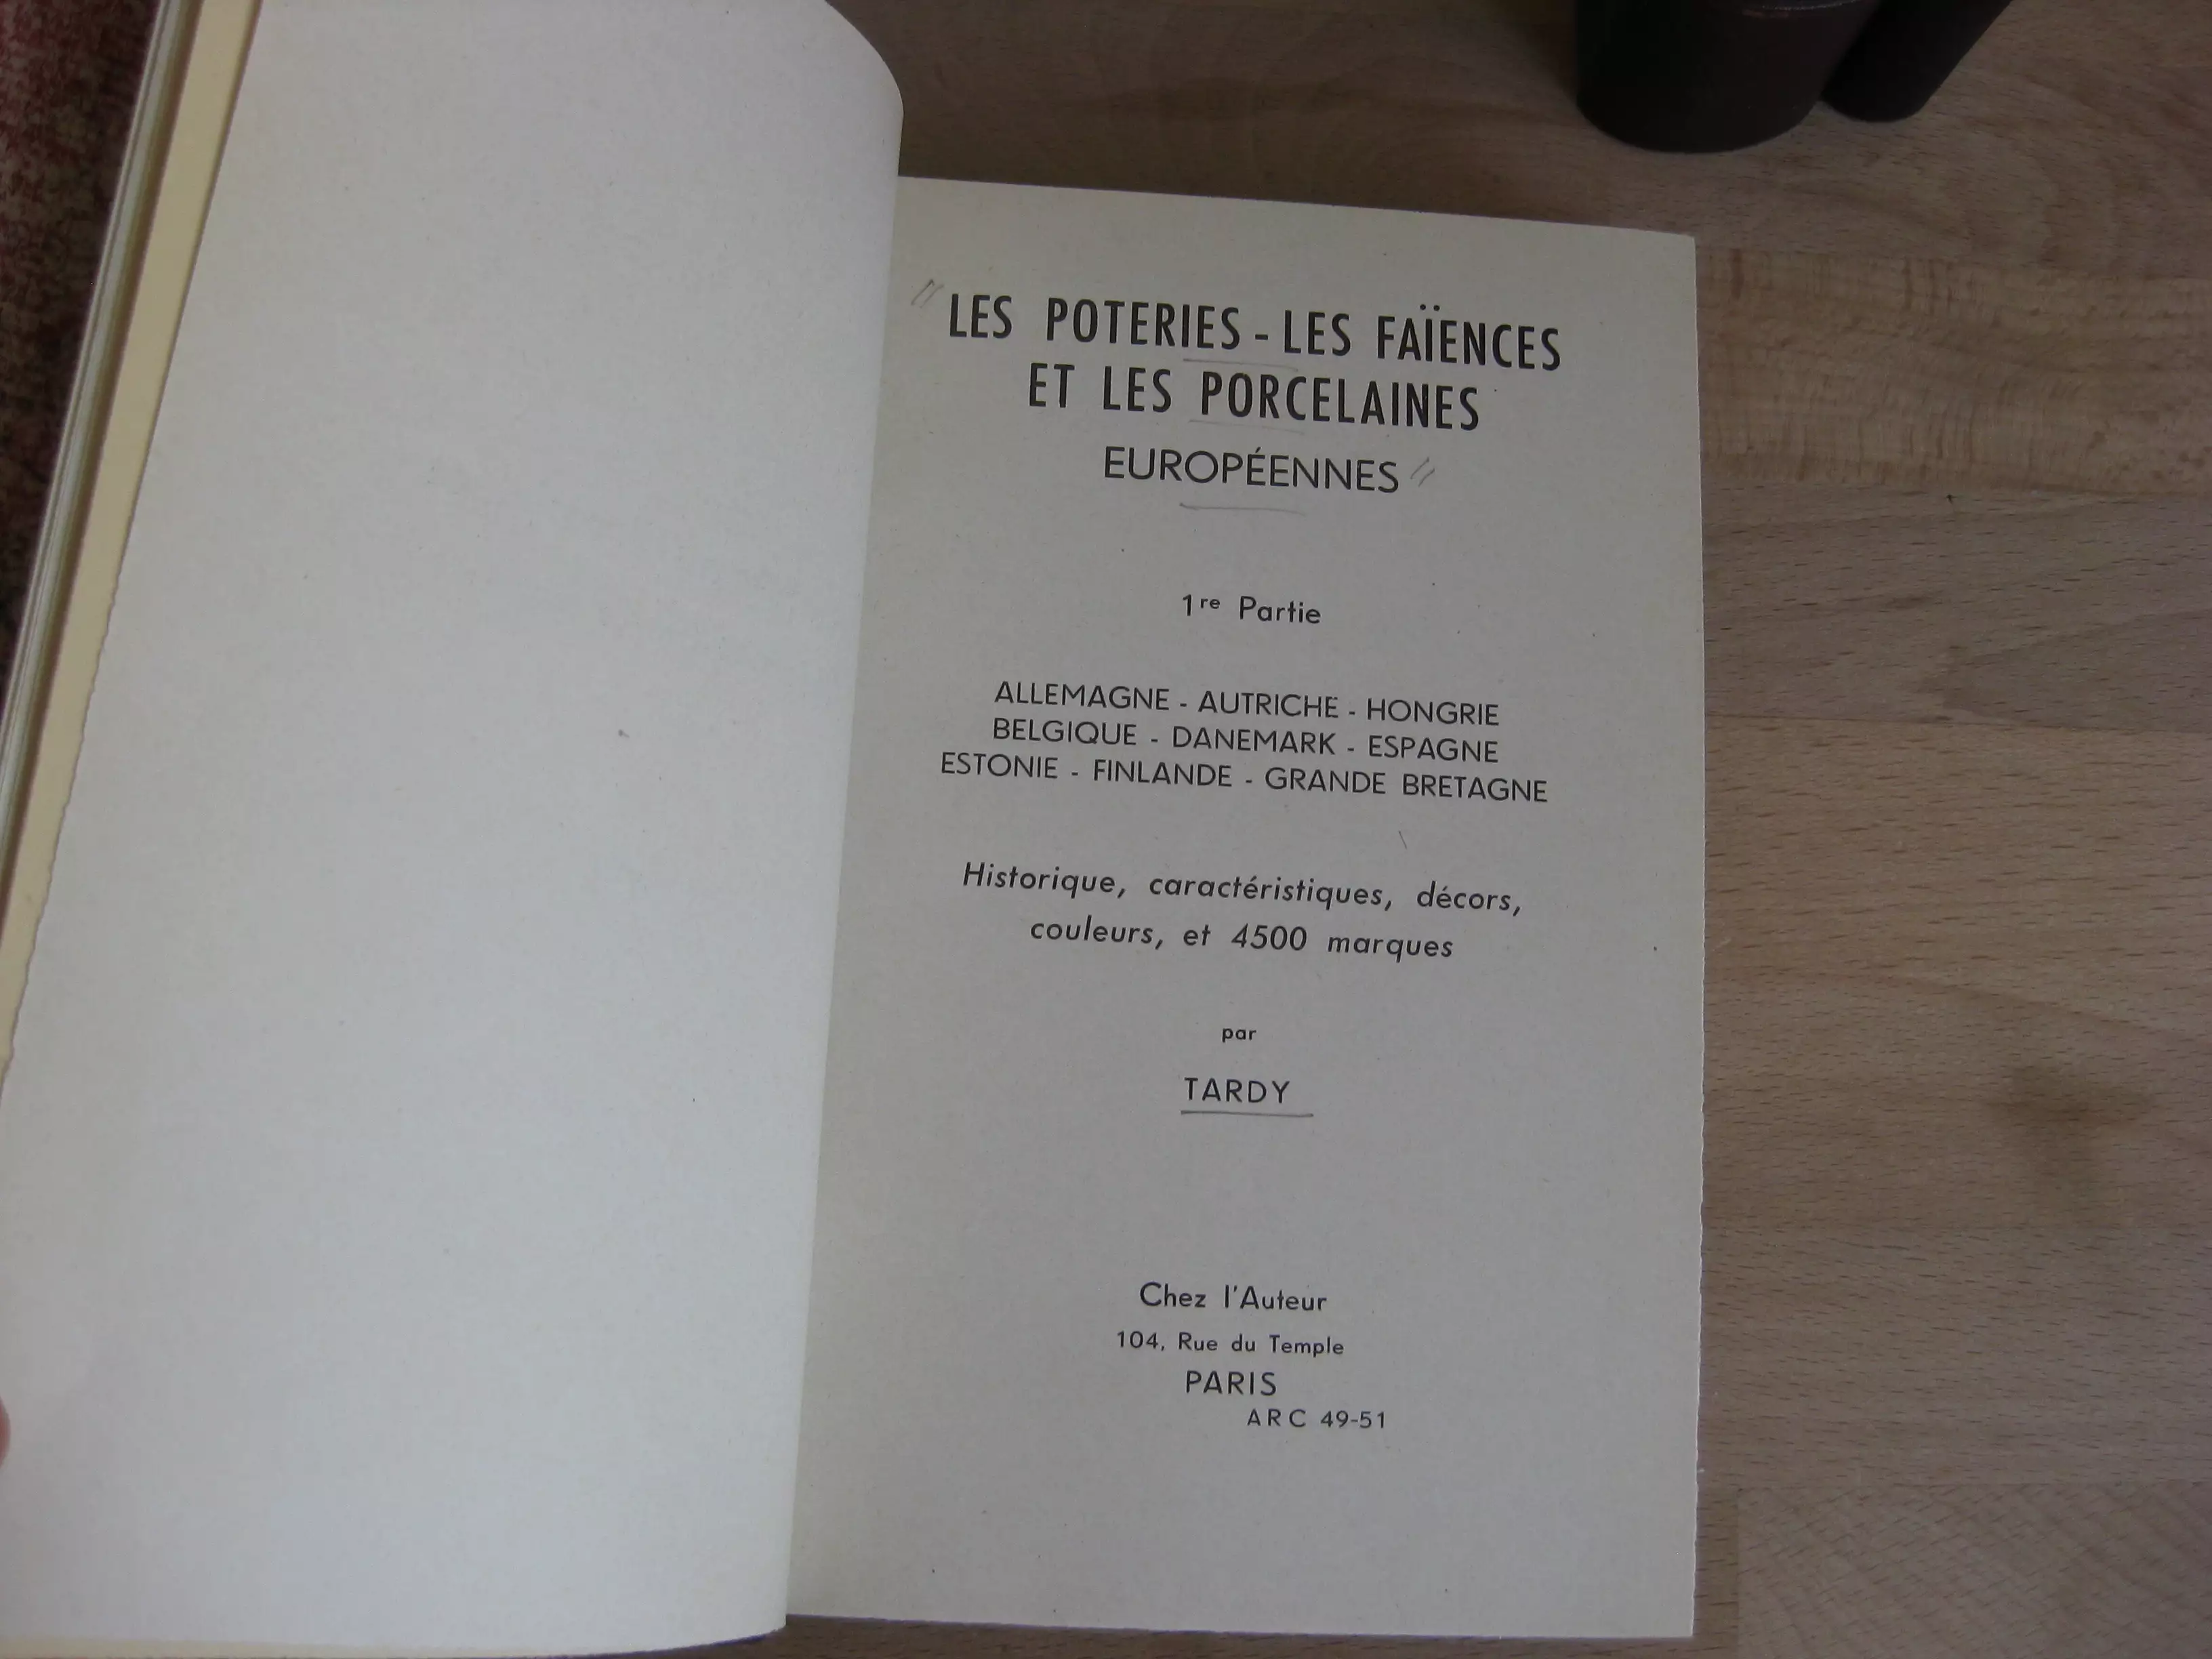 LES POTERIES - LES FAÏENCES
ET LES PORCELAINES
EUROPÉENNES
1re Partie
ALLEMAGNE - AUTRICHE - HONGRIE
BELGIQUE - DANEMARK - ESPAGNE
ESTONIE - FINLANDE - GRANDE BRETAGNE
Historique, caractéristiques, décors,
couleurs, et 4500 marques
par
TARDY
Chez l'Auteur
104, Rue du Temple
PARIS
ARC 49-51